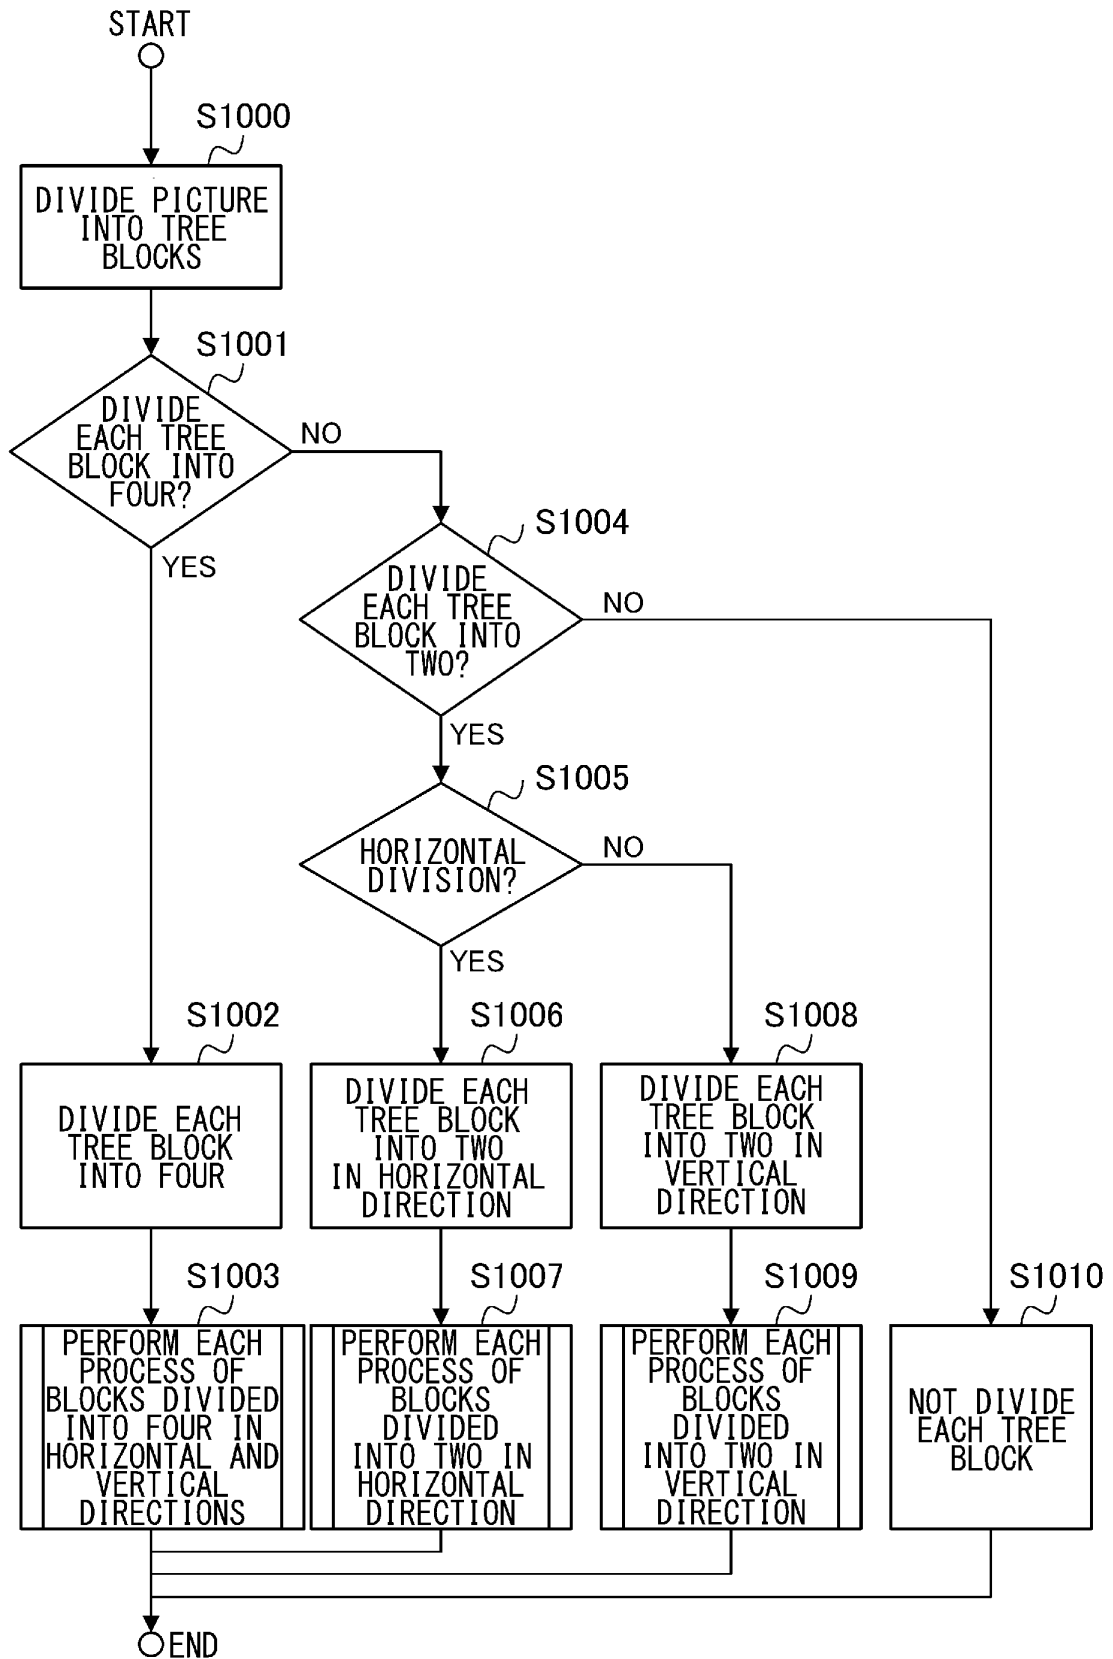 START
S1000
DIVIDE PICTURE
INTO TREE
BLOCKS
S1001
DIVIDE
EACH TREE
BLOCK INTO
FOUR?
NO
YES
S1004
DIVIDE
EACH TREE
BLOCK INTO
TWO?
NO
YES
S1005
HORIZONTAL
DIVISION?
NO
YES
S1002
DIVIDE EACH
TREE BLOCK
INTO FOUR
S1006
DIVIDE EACH
TREE BLOCK
INTO TWO
IN HORIZONTAL
DIRECTION
S1008
DIVIDE EACH
TREE BLOCK
INTO TWO IN
VERTICAL
DIRECTION
S1003
PERFORM EACH
PROCESS OF
BLOCKS DIVIDED
INTO FOUR IN
HORIZONTAL AND
VERTICAL
DIRECTIONS
S1007
PERFORM EACH
PROCESS OF
BLOCKS
DIVIDED
INTO TWO IN
HORIZONTAL
DIRECTION
S1009
PERFORM EACH
PROCESS OF
BLOCKS
DIVIDED
INTO TWO IN
VERTICAL
DIRECTION
S1010
NOT DIVIDE
EACH TREE
BLOCK
END